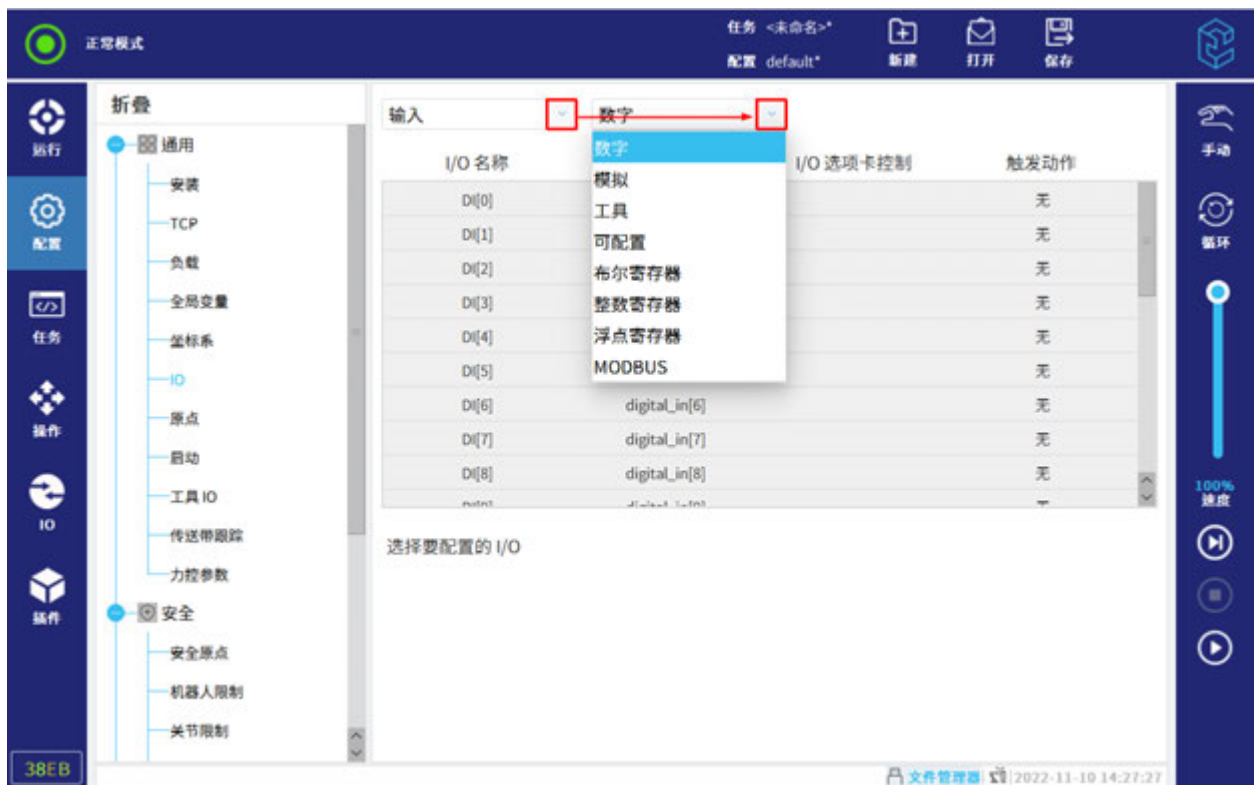 正常模式
任务 <未命名>*
配置 default*
新建
打开
保存
运行
配置
任务
操作
IO
插件
38EB
折叠
通用
安装
TCP
负载
全局变量
坐标系
IO
原点
启动
工具 IO
传送带跟踪
力控参数
安全
安全原点
机器人限制
关节限制
输入
数字
I/O 名称 I/O 选项卡控制 触发动作
数字
模拟
工具
可配置
布尔寄存器
整数寄存器
浮点寄存器
MODBUS
DI[0] 无
DI[1] 无
DI[2] 无
DI[3] 无
DI[4] 无
DI[5] 无
DI[6] digital_in[6] 无
DI[7] digital_in[7] 无
DI[8] digital_in[8] 无
选择要配置的 I/O
手动
循环
100%
速度
文件管理器 2022-11-10 14:27:27